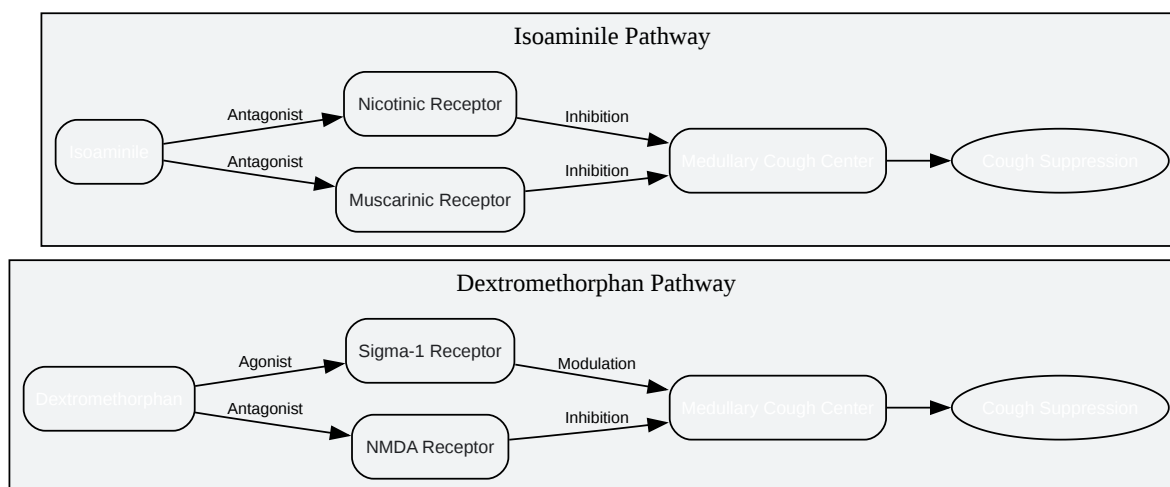 Isoaminile Pathway
Isoaminile
Antagonist
Antagonist
Nicotinic Receptor
Muscarinic Receptor
Inhibition
Inhibition
Medullary Cough Center
Cough Suppression
Dextromethorphan Pathway
Dextromethorphan
Agonist
Antagonist
Sigma-1 Receptor
NMDA Receptor
Modulation
Inhibition
Medullary Cough Center
Cough Suppression